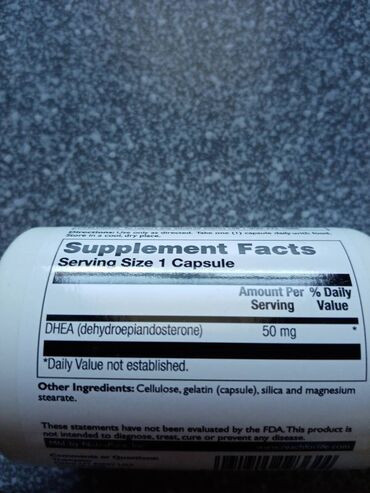 Directions: Use only as directed. Take one (1) capsule daily with food.
Store in a cool, dry place.
Supplement Facts
Serving Size 1 Capsule
Amount Per % Daily
Serving Value
DHEA (dehydroepiandosterone) 50 mg *
*Daily Value not established.
Other Ingredients: Cellulose, gelatin (capsule), silica and magnesium
stearate.
These statements have not been evaluated by the FDA. This product is
not intended to diagnose, treat, cure or prevent any disease.
Comments or Questions: